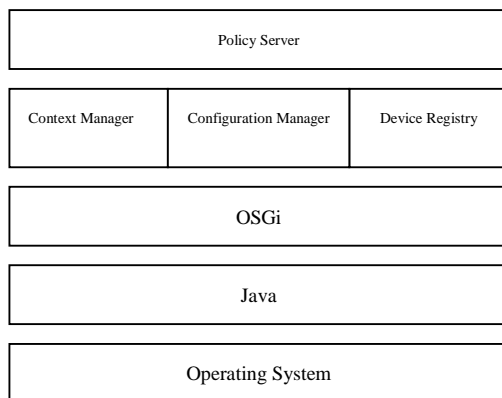 Policy Server
Context Manager
Configuration Manager
Device Registry
OSGi
Java
Operating System